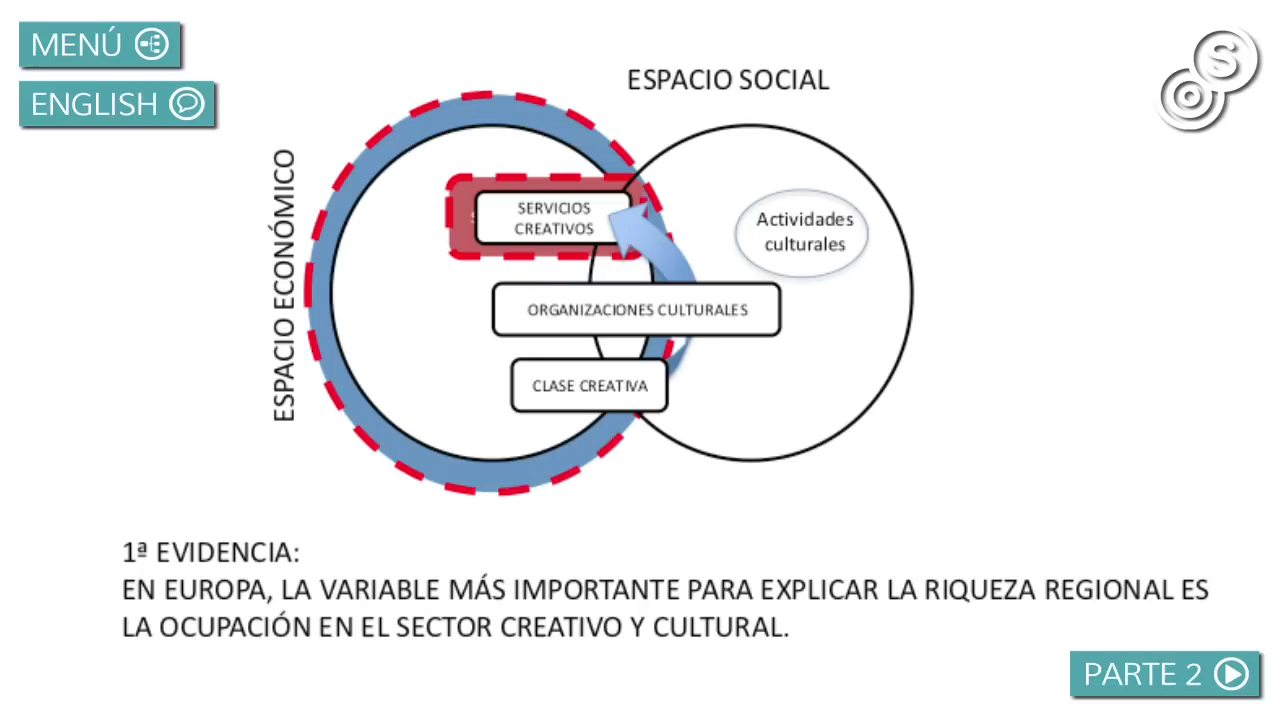 MENÚ
ENGLISH
ESPACIO SOCIAL
ESPACIO ECONÓMICO
SERVICIOS
CREATIVOS
Actividades
culturales
ORGANIZACIONES CULTURALES
CLASE CREATIVA
1ª EVIDENCIA:
EN EUROPA, LA VARIABLE MÁS IMPORTANTE PARA EXPLICAR LA RIQUEZA REGIONAL ES
LA OCUPACIÓN EN EL SECTOR CREATIVO Y CULTURAL.
PARTE 2